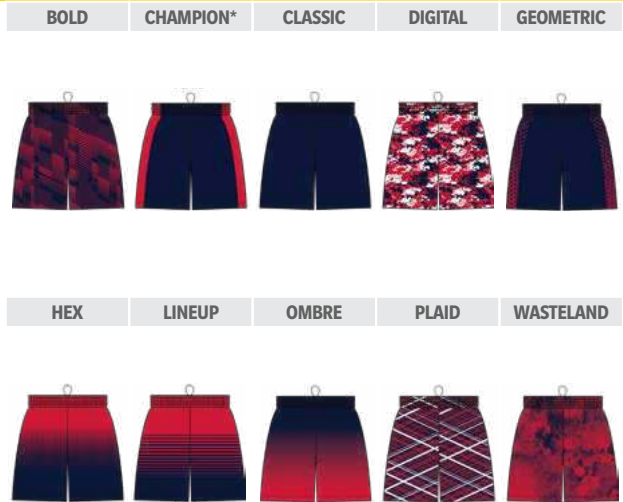 BOLD CHAMPION* CLASSIC DIGITAL GEOMETRIC
HEX LINEUP OMBRE PLAID WASTELAND